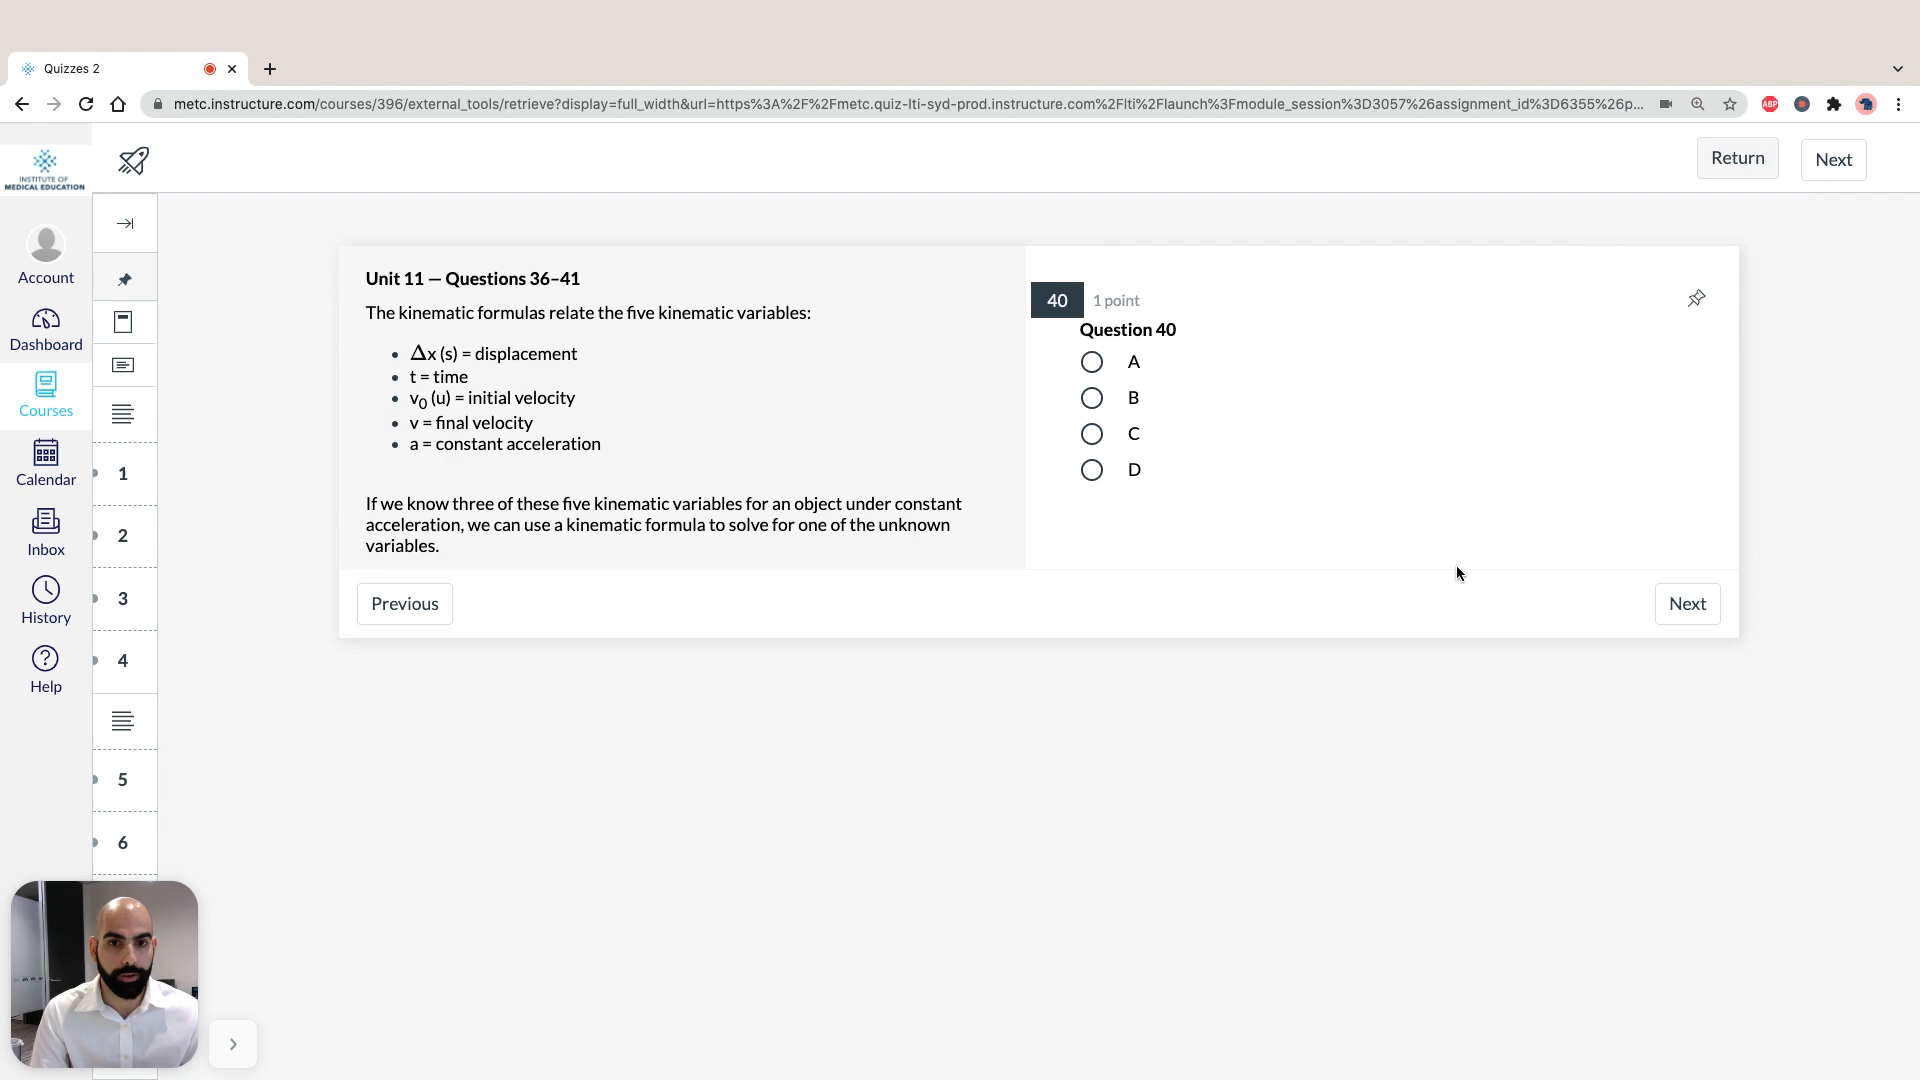 Quizzes 2
metc.instructure.com/courses/396/external_tools/retrieve?display=full_width&url=https%3A%2F%2Fmetc.quiz-lti-syd-prod.instructure.com%2Flti%2Flaunch%3Fmodule_session%3D3057%26assignment_id%3D6355%26p...
ABP
INSTITUTE OF
MEDICAL EDUCATION
Return
Next
Account
Dashboard
Courses
Calendar
Inbox
History
Help
1
2
3
4
5
6
Unit 11 — Questions 36–41
The kinematic formulas relate the five kinematic variables:
• Δx (s) = displacement
• t = time
• v₀ (u) = initial velocity
• v = final velocity
• a = constant acceleration
If we know three of these five kinematic variables for an object under constant
acceleration, we can use a kinematic formula to solve for one of the unknown
variables.
40 1 point
Question 40
A
B
C
D
Previous
Next